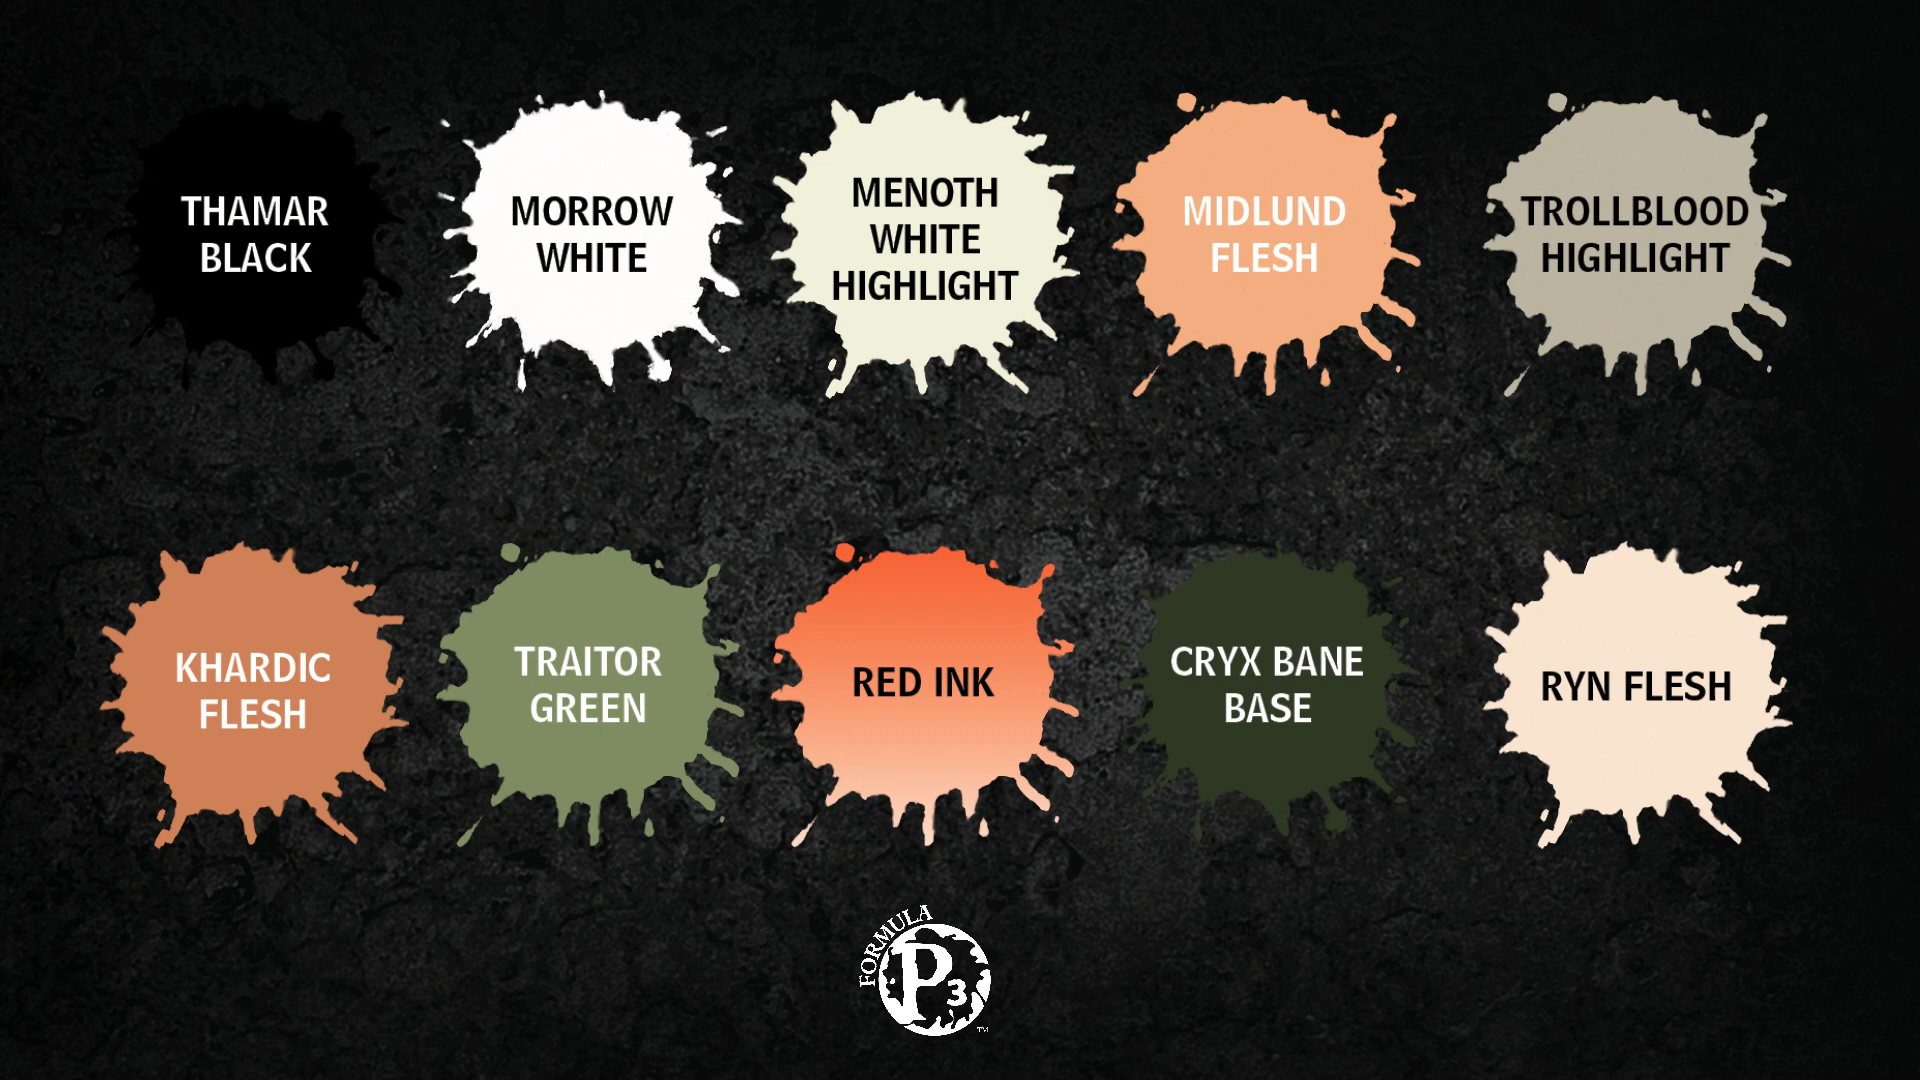 THAMAR
BLACK
MORROW
WHITE
MENOTH
WHITE
HIGHLIGHT
MIDLUND
FLESH
TROLLBLOOD
HIGHLIGHT
KHARDIC
FLESH
TRAITOR
GREEN
RED INK
CRYX BANE
BASE
RYN FLESH
FORMULA
P3
TM